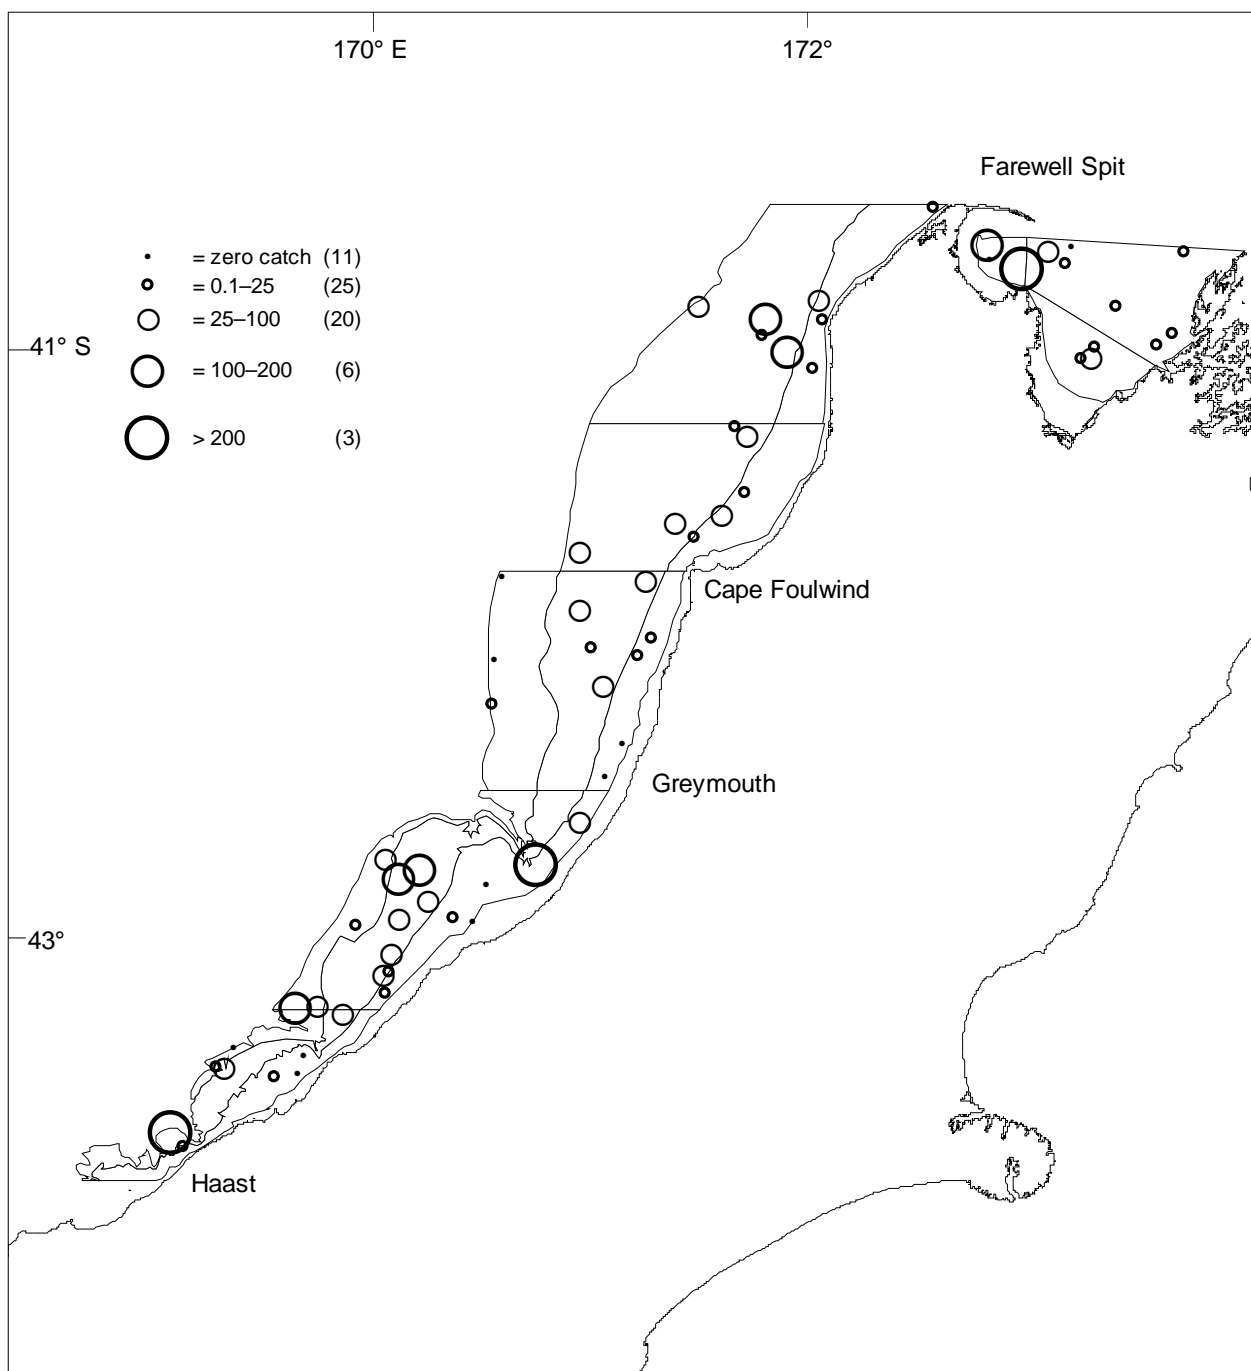 170° E
172°
Farewell Spit
= zero catch (11)
= 0.1–25 (25)
= 25–100 (20)
41° S
= 100–200 (6)
> 200 (3)
Cape Foulwind
Greymouth
43°
Haast